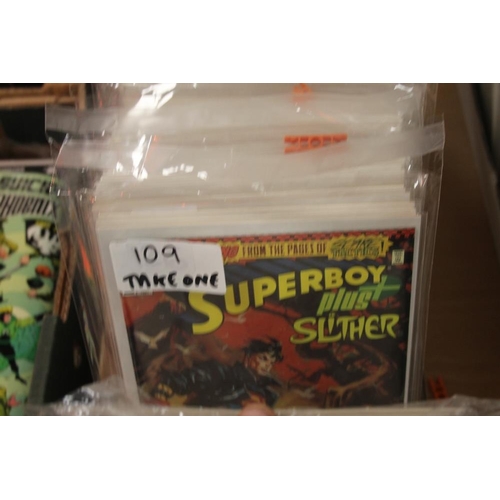 109
TAKE ONE
FROM THE PAGES OF
SUPERBOY
plus
SLITHER